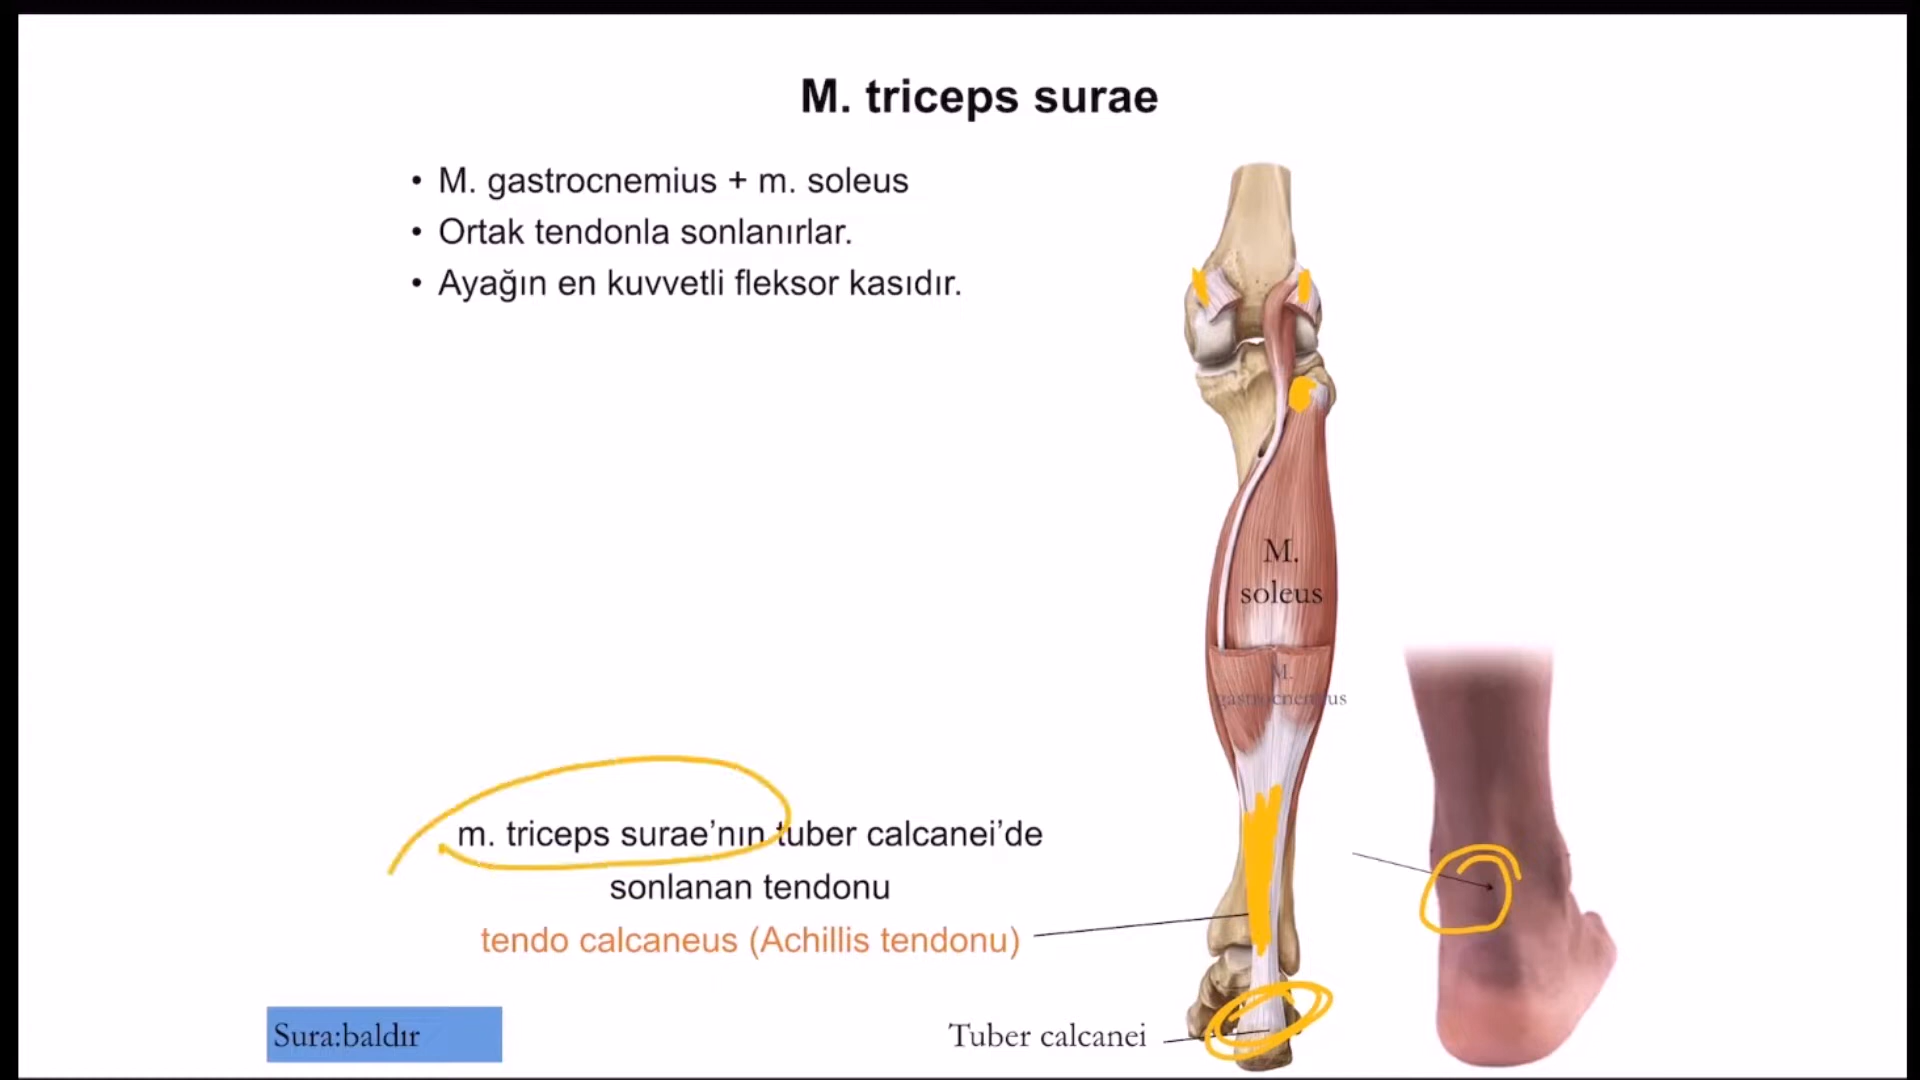 M. triceps surae
• M. gastrocnemius + m. soleus
• Ortak tendonla sonlanırlar.
• Ayağın en kuvvetli fleksor kasıdır.
M.
soleus
M.
gastrocnemius
m. triceps surae’nın tuber calcanei’de
sonlanan tendonu
tendo calcaneus (Achillis tendonu)
Sura:baldır
Tuber calcanei